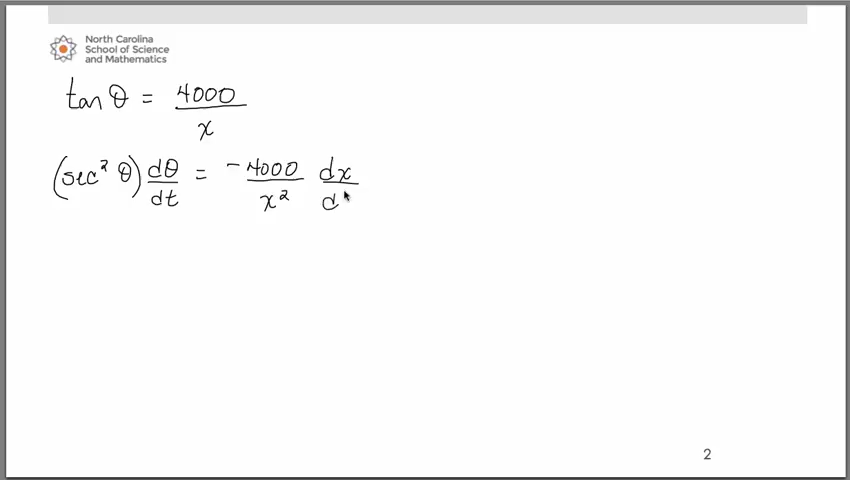 North Carolina
School of Science
and Mathematics
tan θ = 4000/x
(sec² θ) dθ/dt = -4000/x² dx/d
2